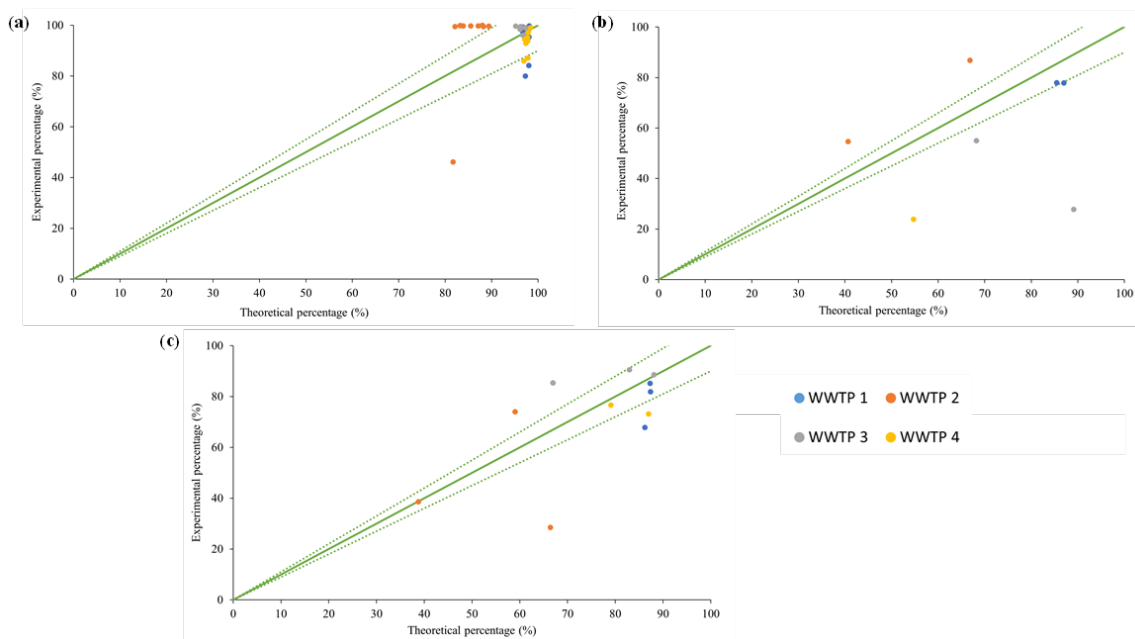 (a)
Experimental percentage (%)
100
80
60
40
20
0
0 10 20 30 40 50 60 70 80 90 100
Theoretical percentage (%)
(b)
Experimental percentage (%)
100
80
60
40
20
0
0 10 20 30 40 50 60 70 80 90 100
Theoretical percentage (%)
(c)
Experimental percentage (%)
100
80
60
40
20
0
0 10 20 30 40 50 60 70 80 90 100
Theoretical percentage (%)
WWTP 1 WWTP 2
WWTP 3 WWTP 4